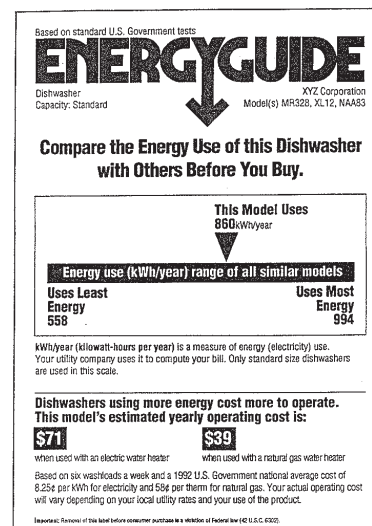 Based on standard U.S. Government tests
ENERGYGUIDE
Dishwasher
Capacity: Standard
XYZ Corporation
Model(s) MR328, XL12, NAA83
Compare the Energy Use of this Dishwasher
with Others Before You Buy.
This Model Uses
860kWh/year
Energy use (kWh/year) range of all similar models
Uses Least
Energy
558
Uses Most
Energy
994
kWh/year (kilowatt-hours per year) is a measure of energy (electricity) use.
Your utility company uses it to compute your bill. Only standard size dishwashers
are used in this scale.
Dishwashers using more energy cost more to operate.
This model's estimated yearly operating cost is:
$71
when used with an electric water heater
$39
when used with a natural gas water heater
Based on six washloads a week and a 1992 U.S. Government national average cost of
8.25¢ per kWh for electricity and 58¢ per therm for natural gas. Your actual operating cost
will vary depending on your local utility rates and your use of the product.
Important: Removal of this label before consumer purchase is a violation of Federal law (42 U.S.C. 6302).